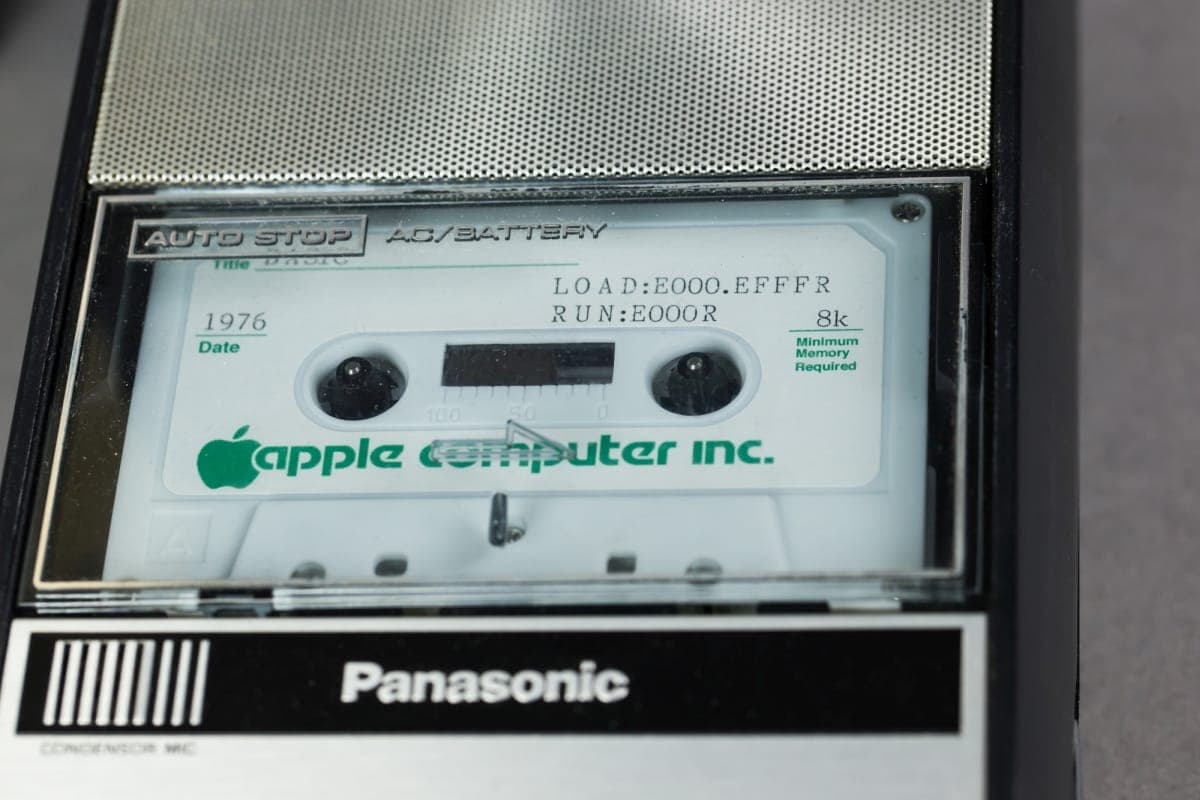 AUTO STOP AC/BATTERY
Title BASIC
LOAD:E000.EFFFR
RUN:E000R
1976
Date
8k
Minimum
Memory
Required
100 50 0
apple computer inc.
A
Panasonic
CONDENSOR MIC